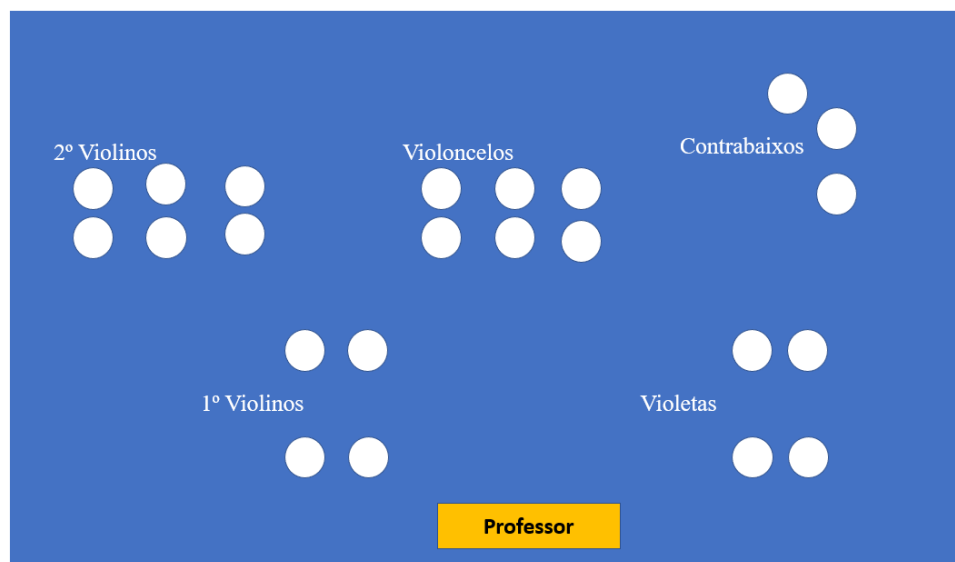 2º Violinos
Violoncelos
Contrabaixos
1º Violinos
Violetas
Professor